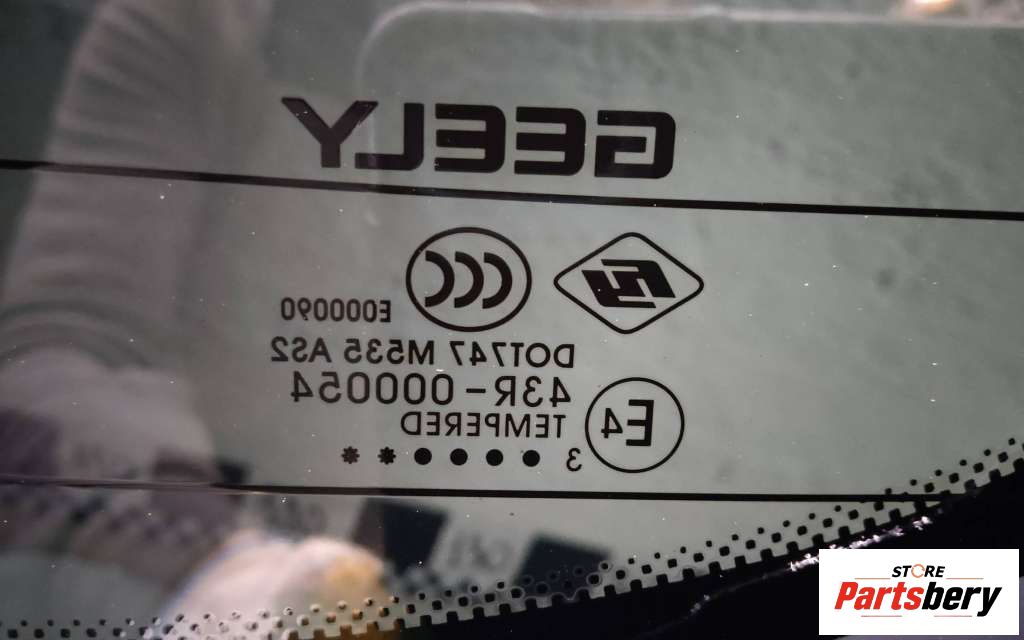 GEELY
E000090
DOT747 M535 AS2
43R-000054
E4
TEMPERED
3 ● ● ● ● * *
STORE
Partsbery